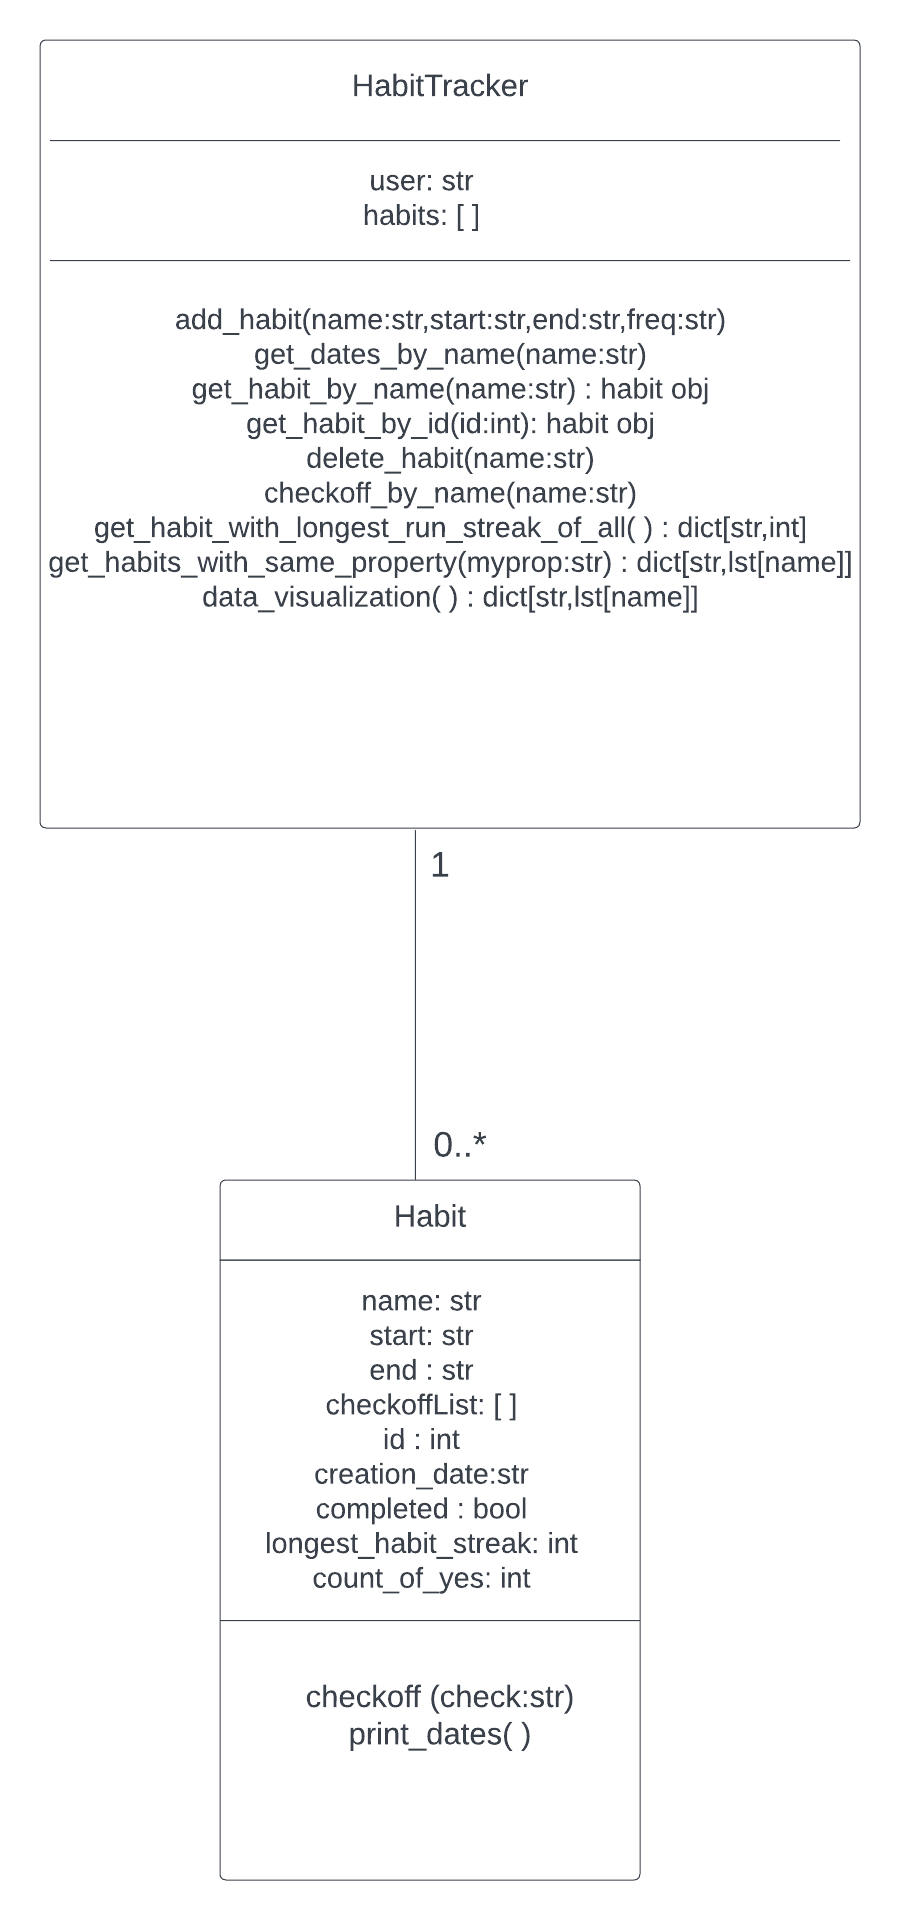 HabitTracker
user: str
habits: [ ]
add_habit(name:str,start:str,end:str,freq:str)
get_dates_by_name(name:str)
get_habit_by_name(name:str) : habit obj
get_habit_by_id(id:int): habit obj
delete_habit(name:str)
checkoff_by_name(name:str)
get_habit_with_longest_run_streak_of_all( ) : dict[str,int]
get_habits_with_same_property(myprop:str) : dict[str,lst[name]]
data_visualization( ) : dict[str,lst[name]]
1
0..*
Habit
name: str
start: str
end : str
checkoffList: [ ]
id : int
creation_date:str
completed : bool
longest_habit_streak: int
count_of_yes: int
checkoff (check:str)
print_dates( )